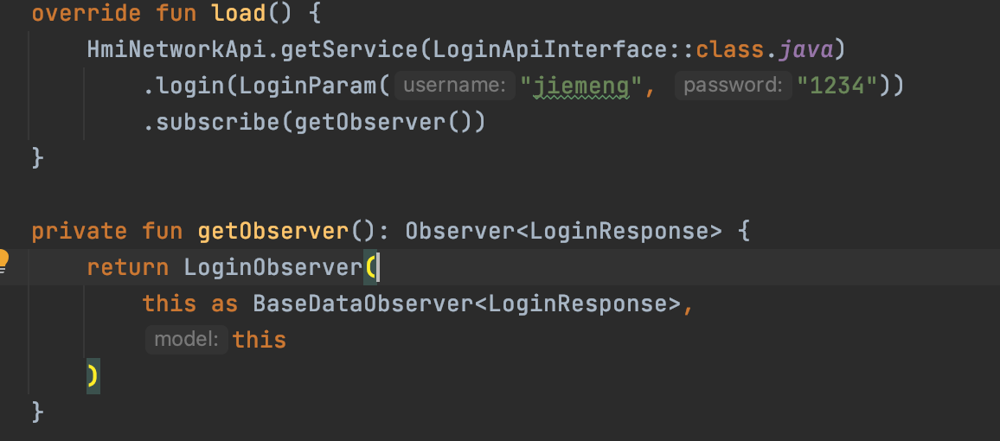 override fun load() {
HmiNetworkApi.getService(LoginApiInterface::class.java)
.login(LoginParam( username: "jiemeng", password: "1234"))
.subscribe(getObserver())
}
private fun getObserver(): Observer<LoginResponse> {
return LoginObserver(
this as BaseDataObserver<LoginResponse>,
model: this
)
}